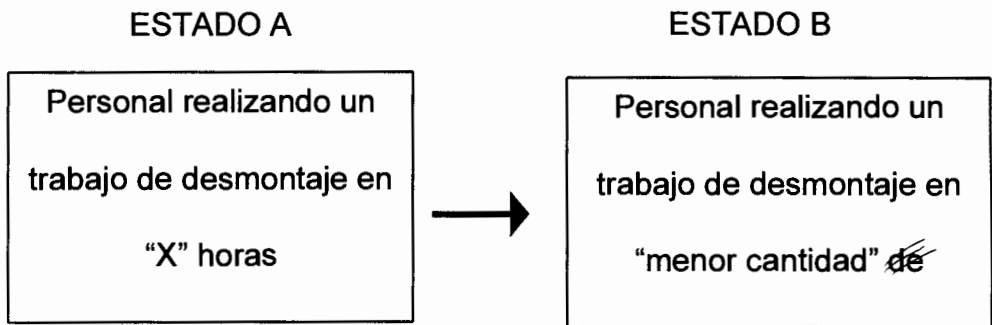 ESTADO A
ESTADO B
Personal realizando un
trabajo de desmontaje en
“X” horas
Personal realizando un
trabajo de desmontaje en
“menor cantidad” de